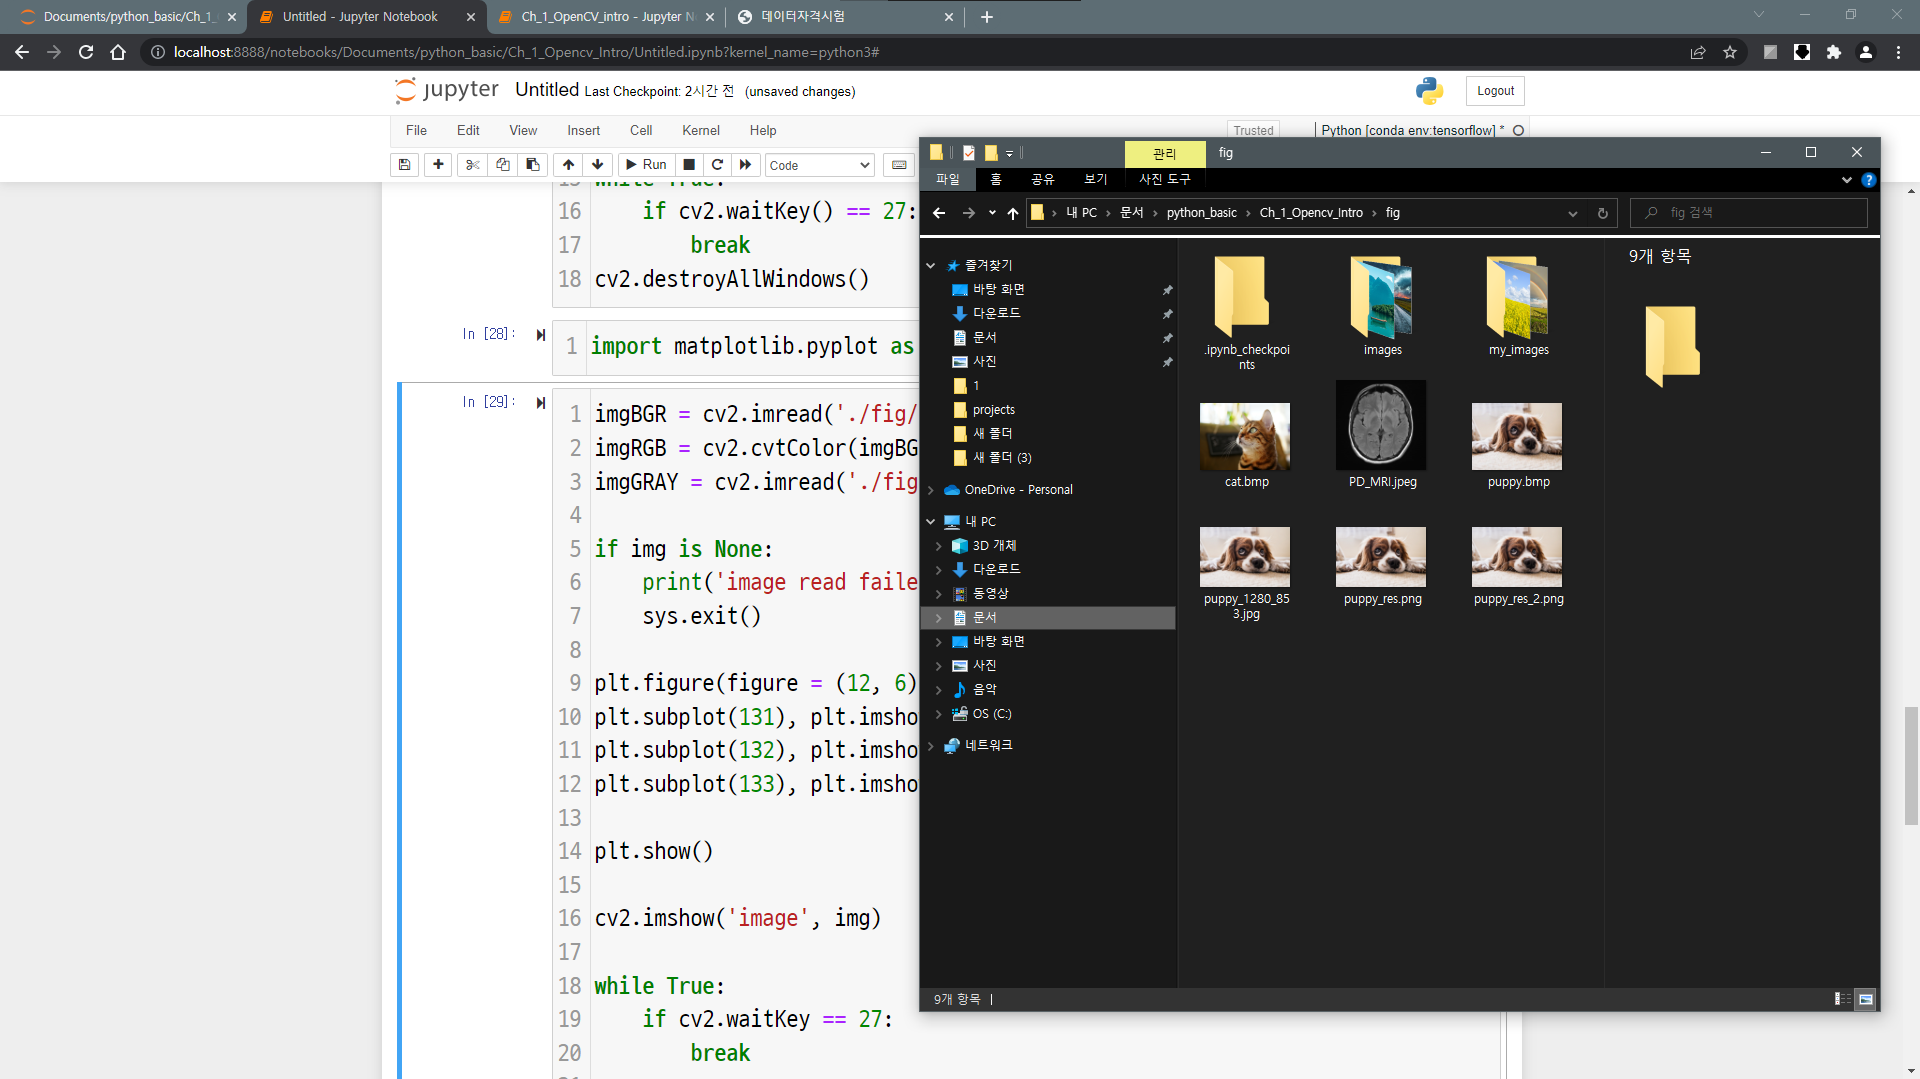 Documents/python_basic/Ch_1_
Untitled - Jupyter Notebook
Ch_1_OpenCV_intro - Jupyter N
데이터자격시험
localhost:8888/notebooks/Documents/python_basic/Ch_1_Opencv_Intro/Untitled.ipynb?kernel_name=python3#
jupyter Untitled Last Checkpoint: 2시간 전 (unsaved changes)
Logout
File Edit View Insert Cell Kernel Help
Trusted
Python [conda env:tensorflow] *
Run
Code
15 while True:
16 if cv2.waitKey() == 27:
17 break
18 cv2.destroyAllWindows()
In [28]:
1 import matplotlib.pyplot as
In [29]:
1 imgBGR = cv2.imread('./fig/
2 imgRGB = cv2.cvtColor(imgBG
3 imgGRAY = cv2.imread('./fig
4
5 if img is None:
6 print('image read faile
7 sys.exit()
8
9 plt.figure(figure = (12, 6)
10 plt.subplot(131), plt.imsho
11 plt.subplot(132), plt.imsho
12 plt.subplot(133), plt.imsho
13
14 plt.show()
15
16 cv2.imshow('image', img)
17
18 while True:
19 if cv2.waitKey == 27:
20 break
관리
fig
파일 홈 공유 보기 사진 도구
내 PC › 문서 › python_basic › Ch_1_Opencv_Intro › fig
fig 검색
즐겨찾기
바탕 화면
다운로드
문서
사진
1
projects
새 폴더
새 폴더 (3)
OneDrive - Personal
내 PC
3D 개체
다운로드
동영상
문서
바탕 화면
사진
음악
OS (C:)
네트워크
.ipynb_checkpoi
nts
images
my_images
cat.bmp
PD_MRI.jpeg
puppy.bmp
puppy_1280_85
3.jpg
puppy_res.png
puppy_res_2.png
9개 항목
9개 항목